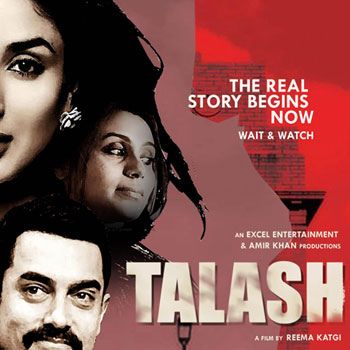 THE REAL
STORY BEGINS
NOW
WAIT & WATCH
AN EXCEL ENTERTAINMENT
& AMIR KHAN PRODUCTIONS
TALASH
A FILM BY REEMA KATGI